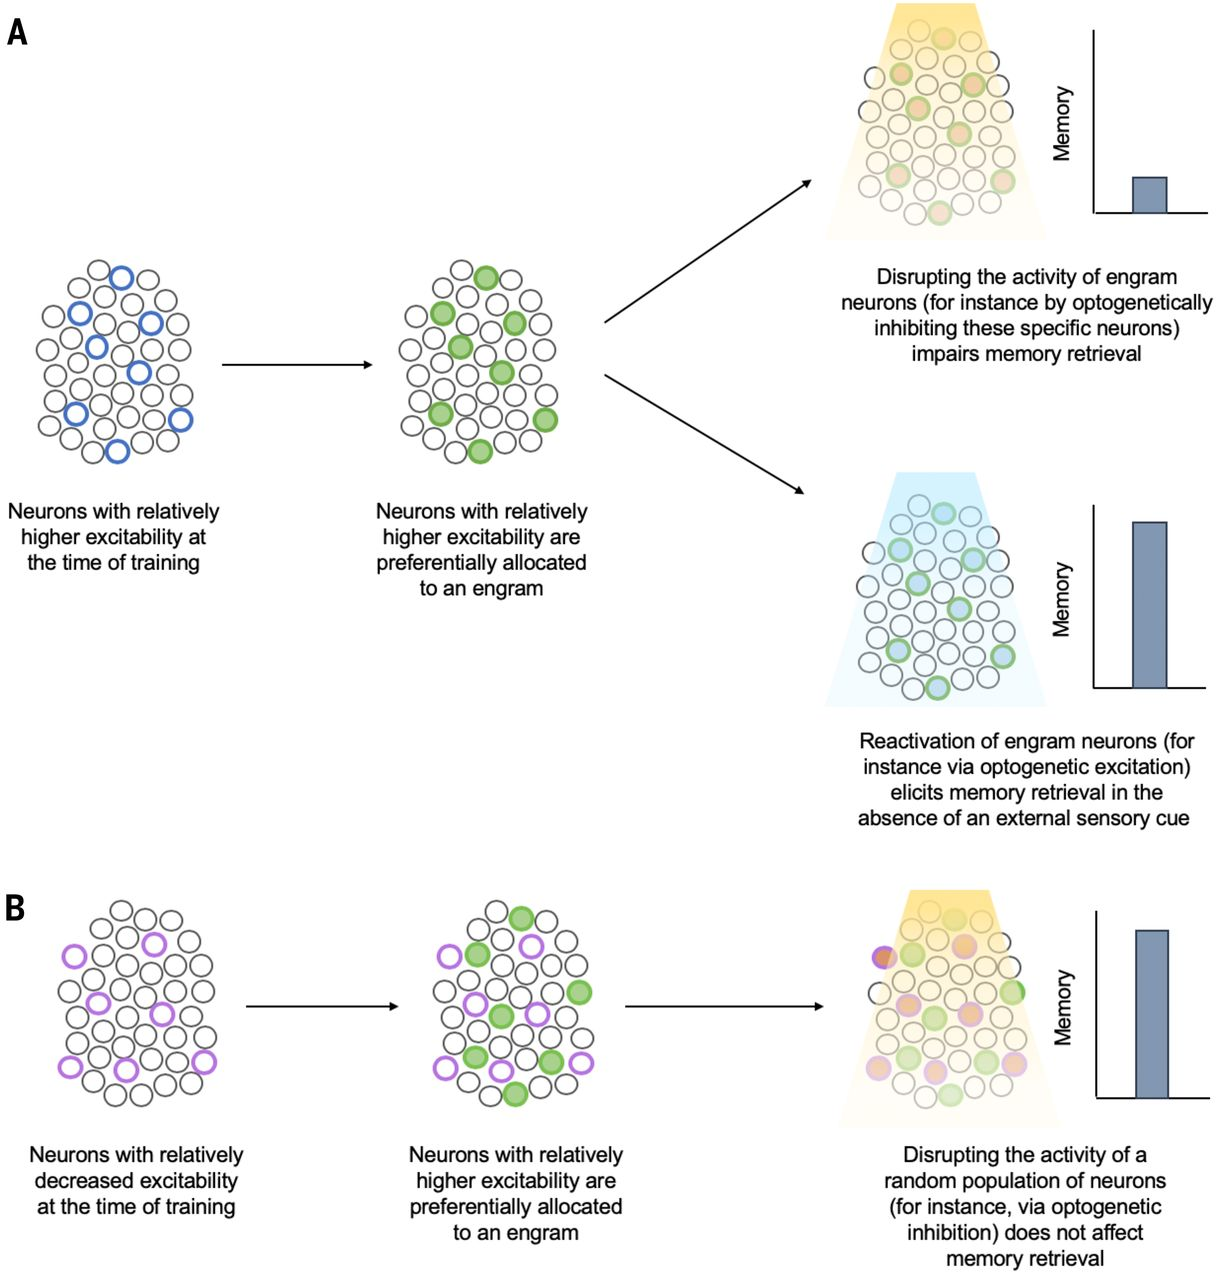 A
Memory
Disrupting the activity of engram
neurons (for instance by optogenetically
inhibiting these specific neurons)
impairs memory retrieval
Neurons with relatively
higher excitability at
the time of training
Neurons with relatively
higher excitability are
preferentially allocated
to an engram
Memory
Reactivation of engram neurons (for
instance via optogenetic excitation)
elicits memory retrieval in the
absence of an external sensory cue
B
Memory
Neurons with relatively
decreased excitability
at the time of training
Neurons with relatively
higher excitability are
preferentially allocated
to an engram
Disrupting the activity of a
random population of neurons
(for instance, via optogenetic
inhibition) does not affect
memory retrieval